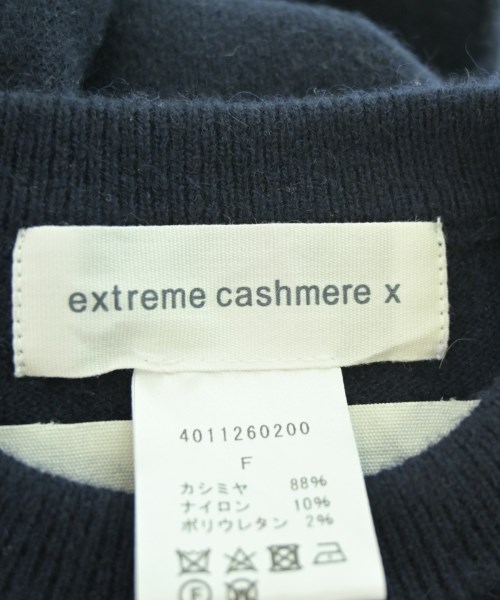 extreme cashmere x
4011260200
F
カシミヤ 88%
ナイロン 10%
ポリウレタン 2%